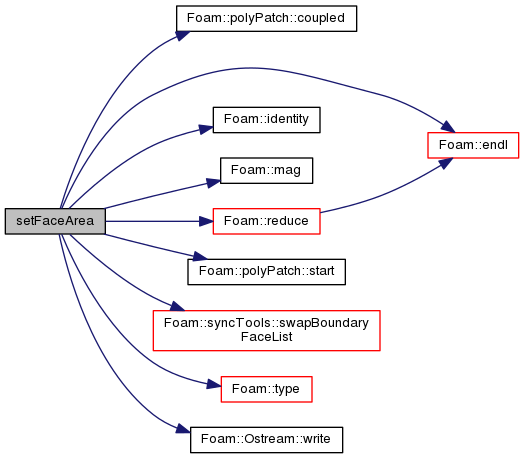 Foam::polyPatch::coupled
Foam::endl
Foam::identity
Foam::mag
setFaceArea
Foam::reduce
Foam::polyPatch::start
Foam::syncTools::swapBoundary
FaceList
Foam::type
Foam::Ostream::write